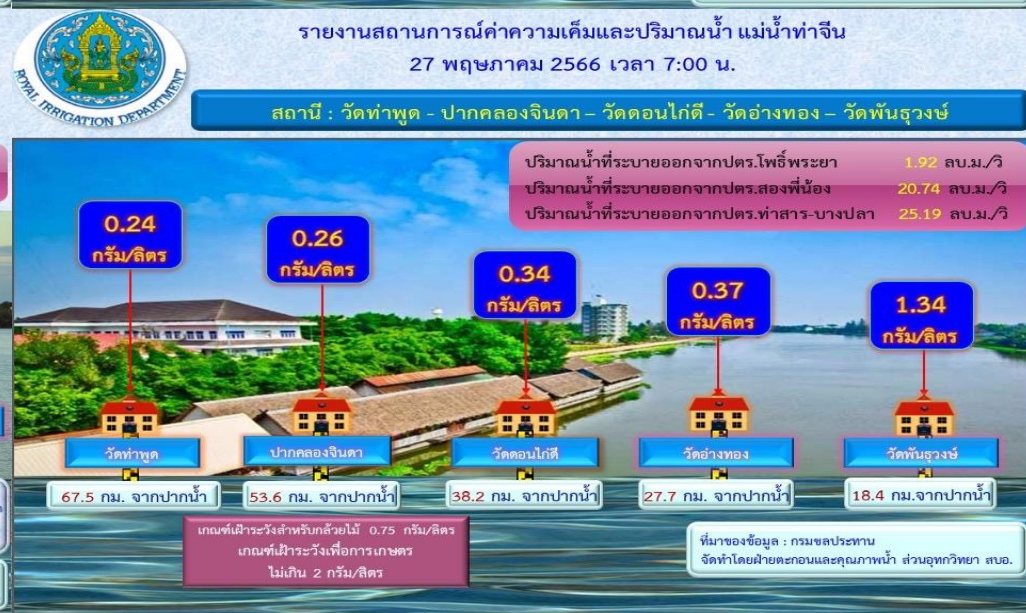 รายงานสถานการณ์ค่าความเค็มและปริมาณน้ำ แม่น้ำท่าจีน
27 พฤษภาคม 2566 เวลา 7:00 น.
ROYAL IRRIGATION DEPARTMENT
สถานี : วัดท่าพูด - ปากคลองจินดา – วัดดอนไก่ดี - วัดอ่างทอง – วัดพันธุวงษ์
ปริมาณน้ำที่ระบายออกจากปตร.โพธิ์พระยา 1.92 ลบ.ม./วิ
ปริมาณน้ำที่ระบายออกจากปตร.สองพี่น้อง 20.74 ลบ.ม./วิ
ปริมาณน้ำที่ระบายออกจากปตร.ท่าสาร-บางปลา 25.19 ลบ.ม./วิ
0.24
กรัม/ลิตร
0.26
กรัม/ลิตร
0.34
กรัม/ลิตร
0.37
กรัม/ลิตร
1.34
กรัม/ลิตร
วัดท่าพูด
ปากคลองจินดา
วัดดอนไก่ดี
วัดอ่างทอง
วัดพันธุวงษ์
67.5 กม. จากปากน้ำ
53.6 กม. จากปากน้ำ
38.2 กม. จากปากน้ำ
27.7 กม. จากปากน้ำ
18.4 กม.จากปากน้ำ
เกณฑ์เฝ้าระวังสำหรับกล้วยไม้ 0.75 กรัม/ลิตร
เกณฑ์เฝ้าระวังเพื่อการเกษตร
ไม่เกิน 2 กรัม/ลิตร
ที่มาของข้อมูล : กรมชลประทาน
จัดทำโดยฝ่ายตะกอนและคุณภาพน้ำ ส่วนอุทกวิทยา สบอ.